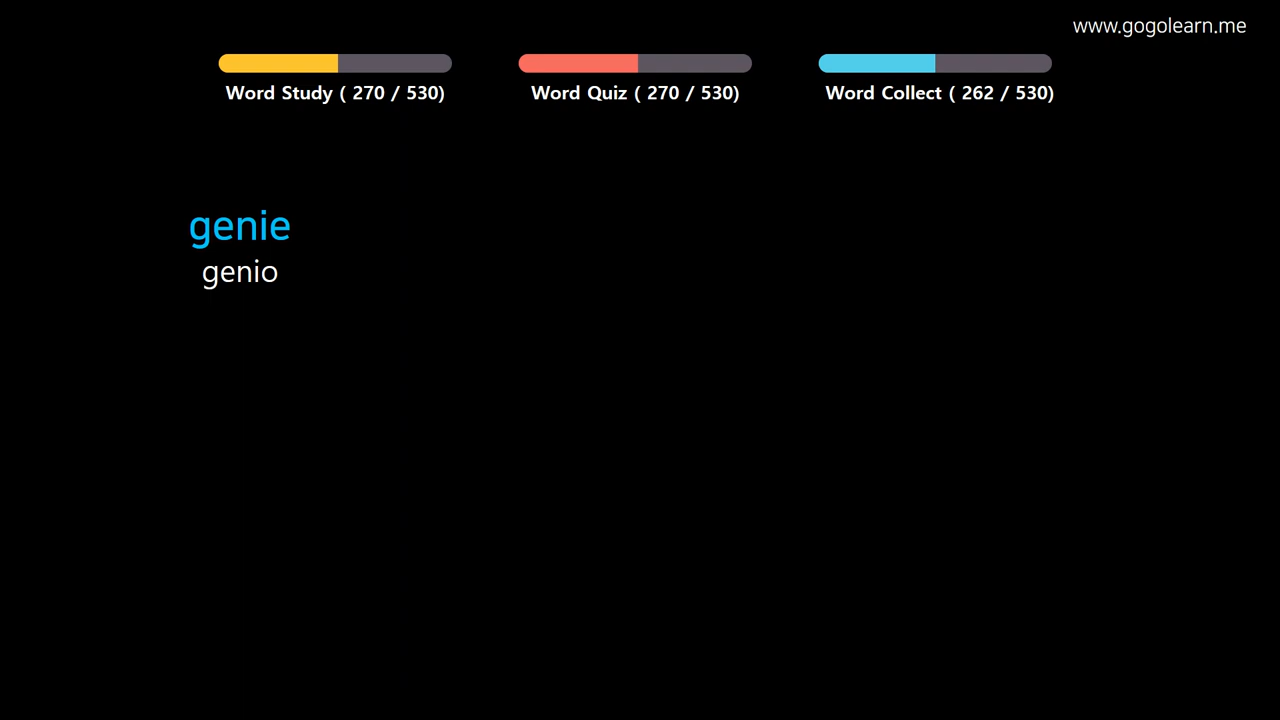 www.gogolearn.me
Word Study ( 270 / 530)
Word Quiz ( 270 / 530)
Word Collect ( 262 / 530)
genie
genio